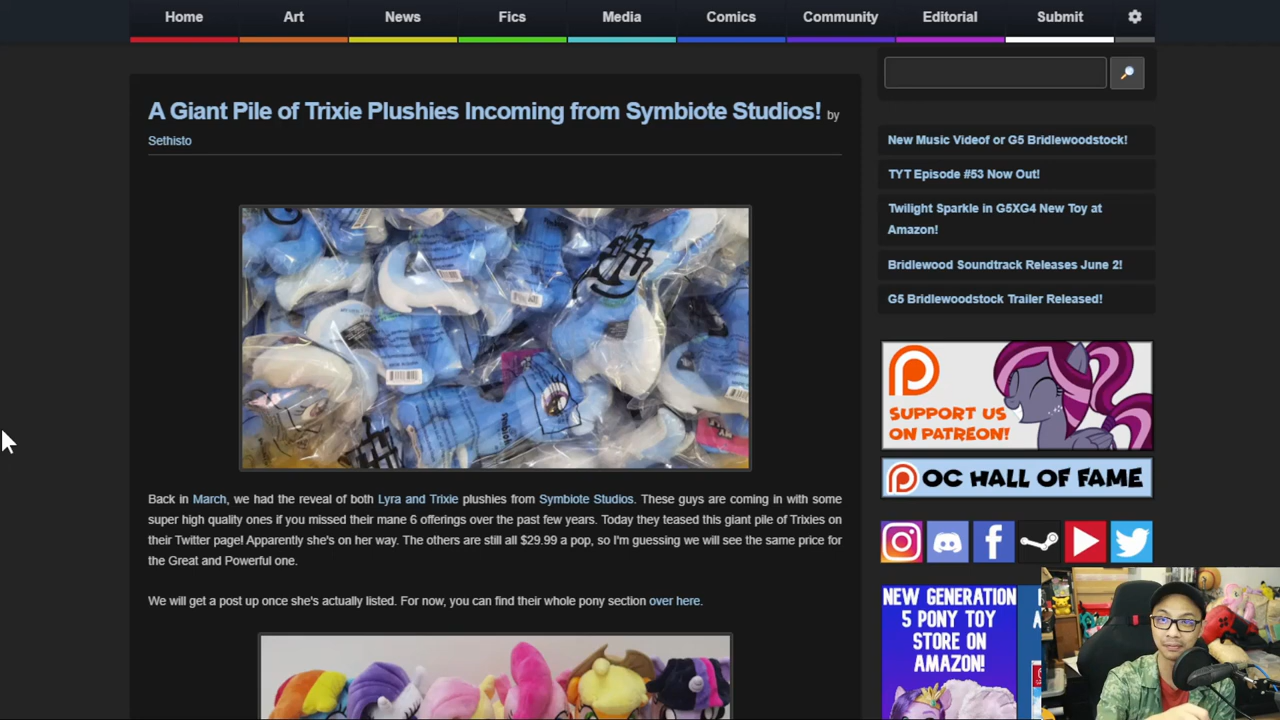 Home Art News Fics Media Comics Community Editorial Submit
A Giant Pile of Trixie Plushies Incoming from Symbiote Studios! by
Sethisto
Back in March, we had the reveal of both Lyra and Trixie plushies from Symbiote Studios. These guys are coming in with some
super high quality ones if you missed their mane 6 offerings over the past few years. Today they teased this giant pile of Trixies on
their Twitter page! Apparently she's on her way. The others are still all $29.99 a pop, so I'm guessing we will see the same price for
the Great and Powerful one.
We will get a post up once she's actually listed. For now, you can find their whole pony section over here.
New Music Videof or G5 Bridlewoodstock!
TYT Episode #53 Now Out!
Twilight Sparkle in G5XG4 New Toy at
Amazon!
Bridlewood Soundtrack Releases June 2!
G5 Bridlewoodstock Trailer Released!
SUPPORT US
ON PATREON!
OC HALL OF FAME
NEW GENERATION
5 PONY TOY
STORE ON
AMAZON!